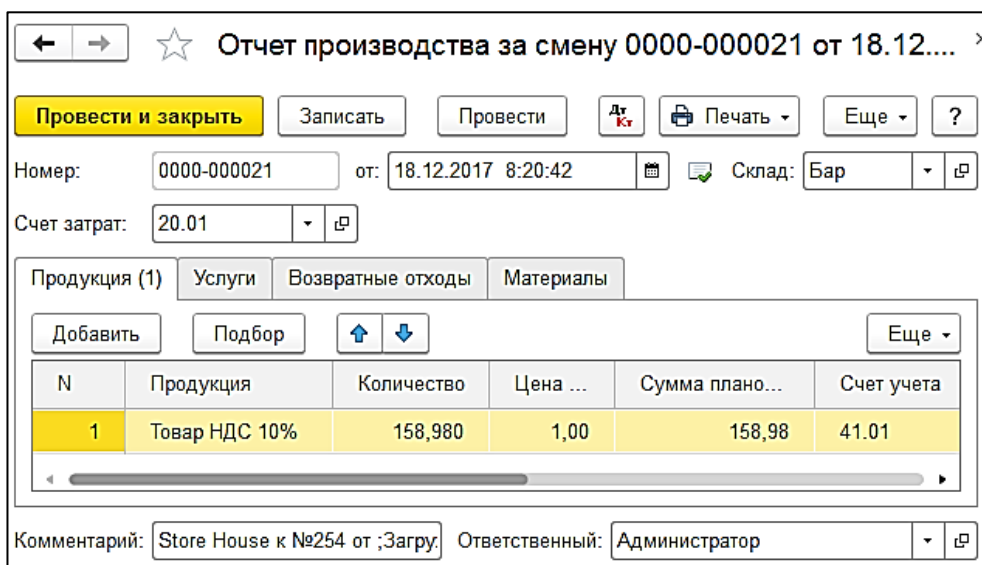 Отчет производства за смену 0000-000021 от 18.12....
Провести и закрыть Записать Провести Дт Кт Печать Еще ?
Номер: 0000-000021 от: 18.12.2017 8:20:42 Склад: Бар
Счет затрат: 20.01
Продукция (1) Услуги Возвратные отходы Материалы
Добавить Подбор Еще
N Продукция Количество Цена ... Сумма плано... Счет учета
1 Товар НДС 10% 158,980 1,00 158,98 41.01
Комментарий: Store House к №254 от ;Загру Ответственный: Администратор